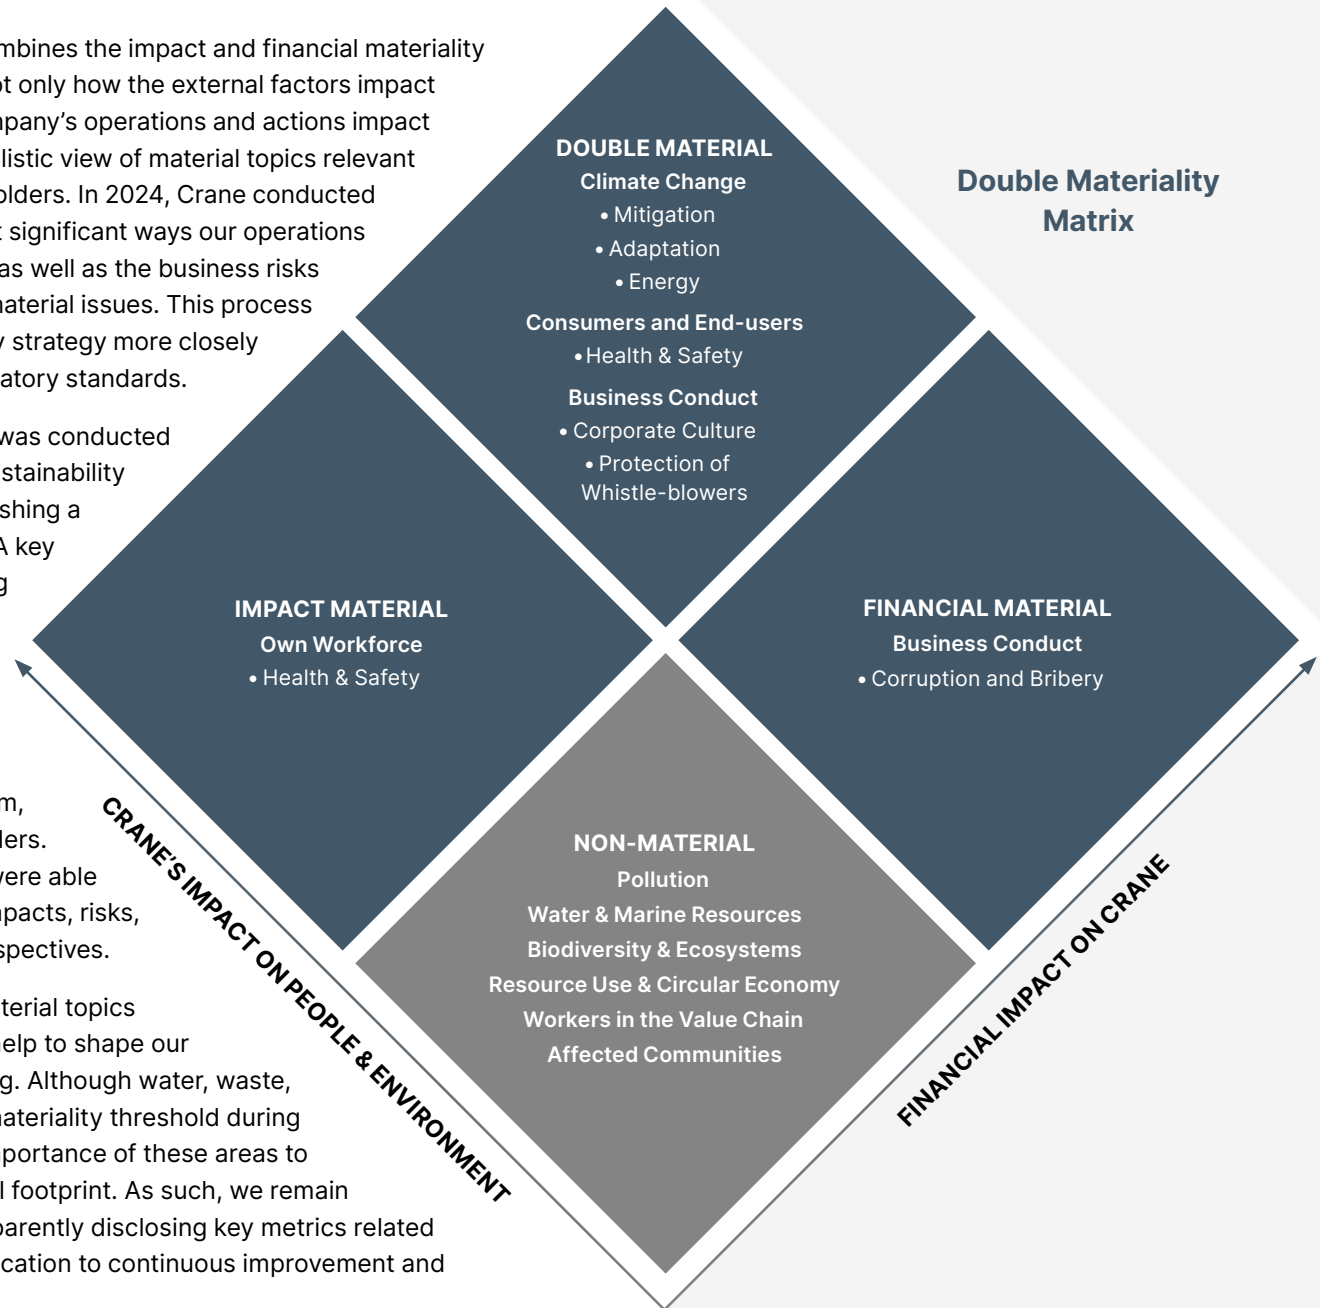 mbines the impact and financial materiality
t only how the external factors impact
mpany's operations and actions impact
listic view of material topics relevant
olders. In 2024, Crane conducted
t significant ways our operations
as well as the business risks
naterial issues. This process
y strategy more closely
atory standards.
was conducted
stainability
shing a
A key
g
m,
lers.
were able
npacts, risks,
spectives.
terial topics
help to shape our
g. Although water, waste,
nateriality threshold during
nportance of these areas to
l footprint. As such, we remain
parently disclosing key metrics related
cation to continuous improvement and
Double Materiality
Matrix
DOUBLE MATERIAL
Climate Change
• Mitigation
• Adaptation
• Energy
Consumers and End-users
• Health & Safety
Business Conduct
• Corporate Culture
• Protection of
Whistle-blowers
IMPACT MATERIAL
Own Workforce
• Health & Safety
FINANCIAL MATERIAL
Business Conduct
• Corruption and Bribery
NON-MATERIAL
Pollution
Water & Marine Resources
Biodiversity & Ecosystems
Resource Use & Circular Economy
Workers in the Value Chain
Affected Communities
CRANE'S IMPACT ON PEOPLE & ENVIRONMENT
FINANCIAL IMPACT ON CRANE